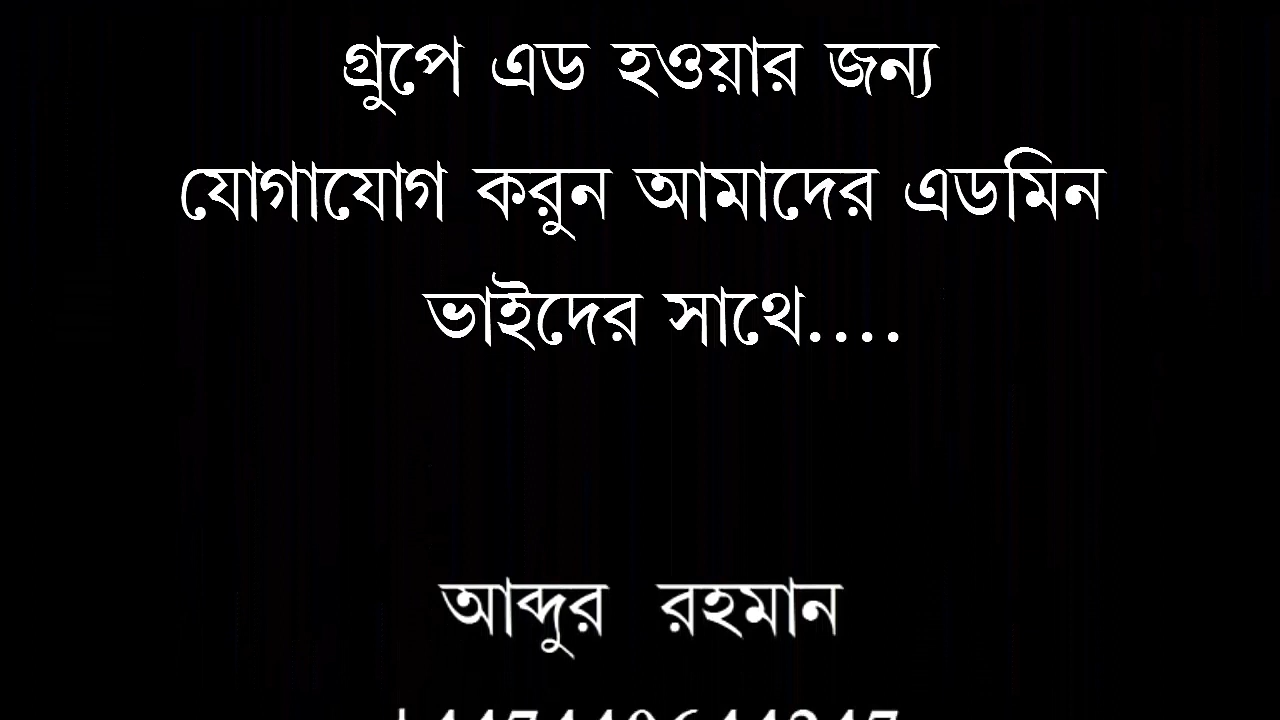 গ্রুপে এড হওয়ার জন্য
যোগাযোগ করুন আমাদের এডমিন
ভাইদের সাথে....
আব্দুর রহমান